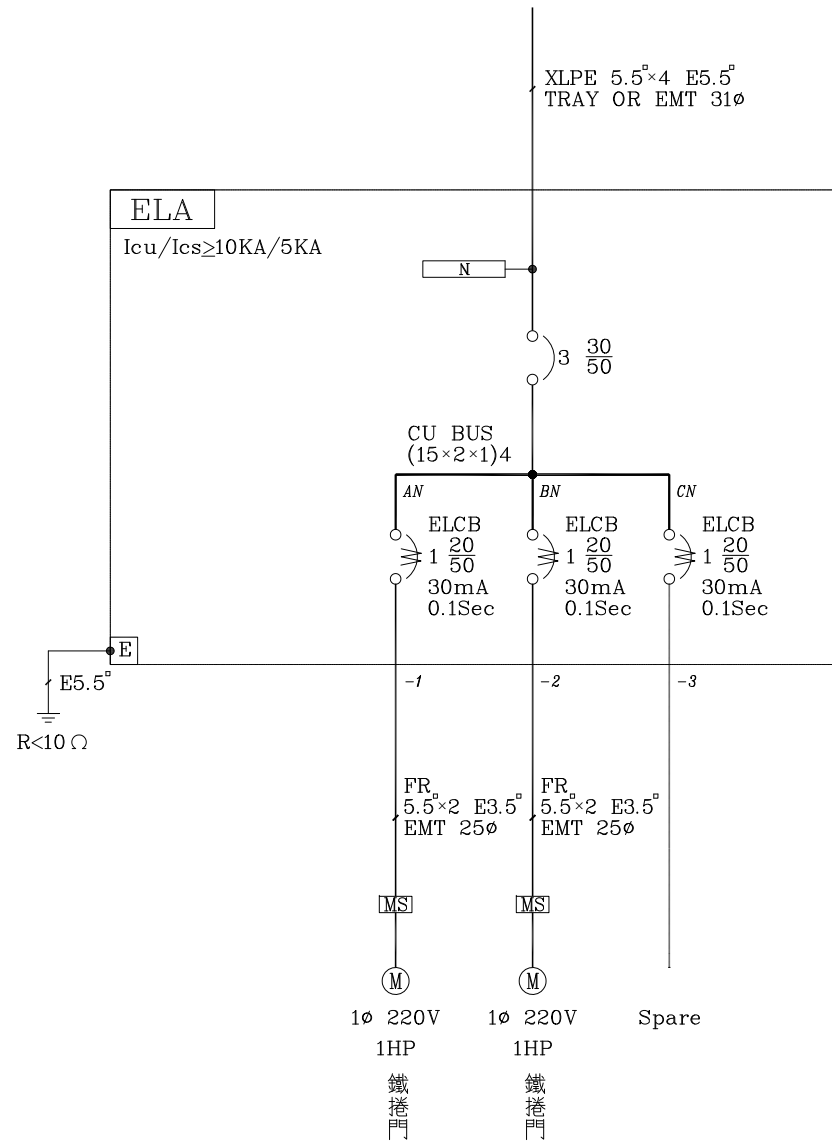 XLPE 5.5□×4 E5.5□
TRAY OR EMT 31ø
ELA
Icu/Ics≥10KA/5KA
N
3 30/50
CU BUS
(15×2×1)4
AN
BN
CN
ELCB
1 20/50
30mA
0.1Sec
ELCB
1 20/50
30mA
0.1Sec
ELCB
1 20/50
30mA
0.1Sec
E
E5.5□
R<10Ω
-1
-2
-3
FR
5.5□×2 E3.5□
EMT 25ø
FR
5.5□×2 E3.5□
EMT 25ø
MS
MS
M
M
1ø 220V
1HP
鐵捲門
1ø 220V
1HP
鐵捲門
Spare